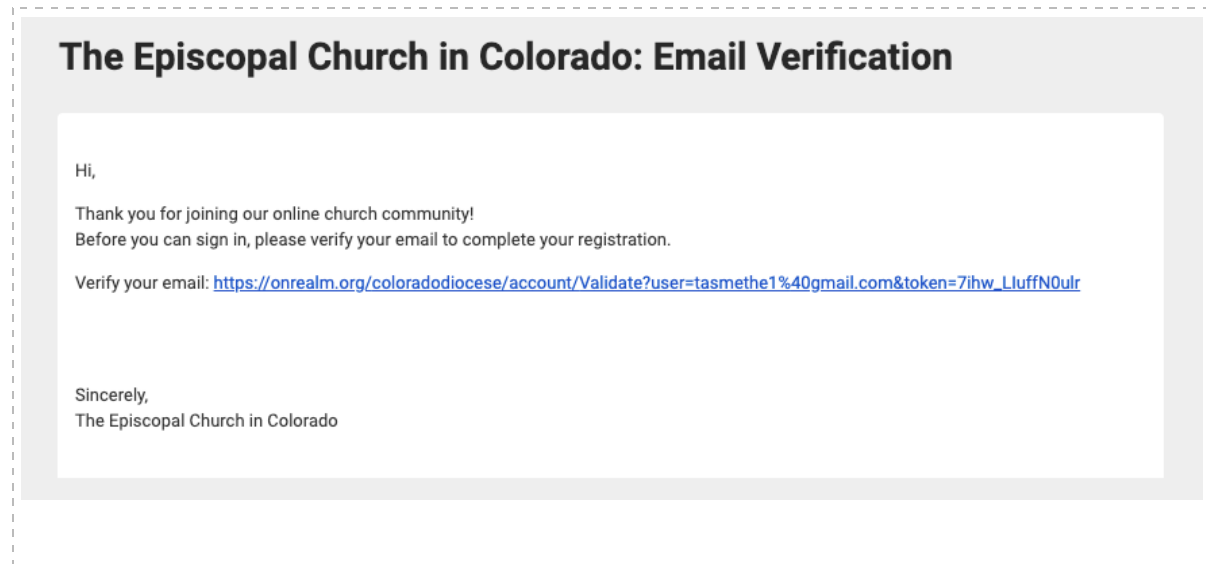 The Episcopal Church in Colorado: Email Verification
Hi,
Thank you for joining our online church community!
Before you can sign in, please verify your email to complete your registration.
Verify your email: https://onrealm.org/coloradodiocese/account/Validate?user=tasmethe1%40gmail.com&token=7ihw_LIuffN0ulr
Sincerely,
The Episcopal Church in Colorado